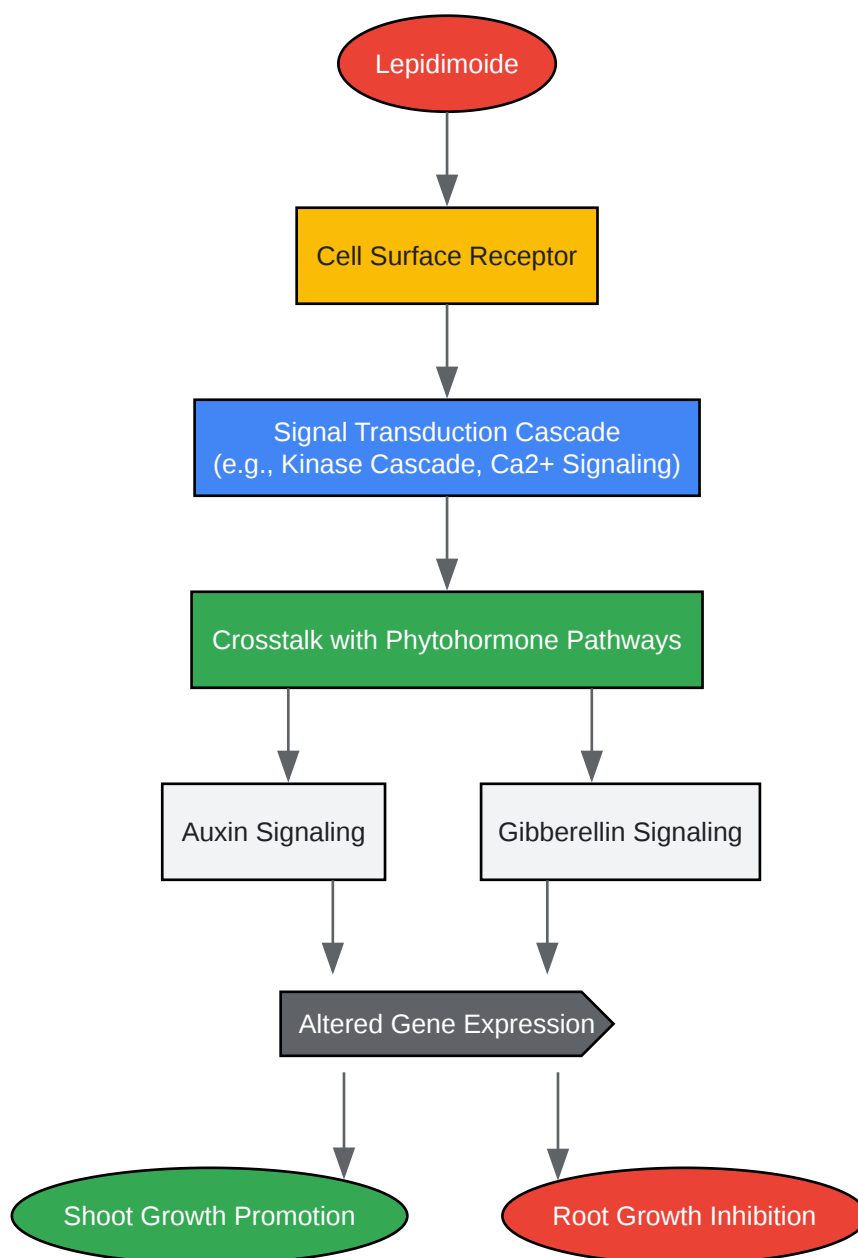 Lepidimoide
Cell Surface Receptor
Signal Transduction Cascade
(e.g., Kinase Cascade, Ca2+ Signaling)
Crosstalk with Phytohormone Pathways
Auxin Signaling
Gibberellin Signaling
Altered Gene Expression
Shoot Growth Promotion
Root Growth Inhibition